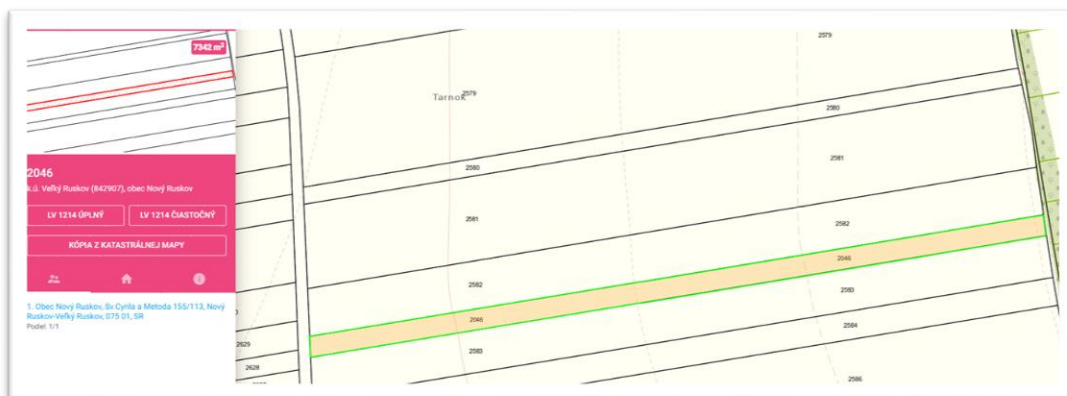 7342 m²
2046
k.ú. Veľký Ruskov (842907), obec Nový Ruskov
LV 1214 ÚPLNÝ
LV 1214 ČIASTOČNÝ
KÓPIA Z KATASTRÁLNEJ MAPY
1. Obec Nový Ruskov, Sv.Cyrila a Metoda 155/113, Nový
Ruskov-Veľký Ruskov, 075 01, SR
Podiel: 1/1
2579
Tarnok
2579
2580
2580
2581
2581
2582
2582
2046
2046
2583
2583
2584
2586
2629
2628